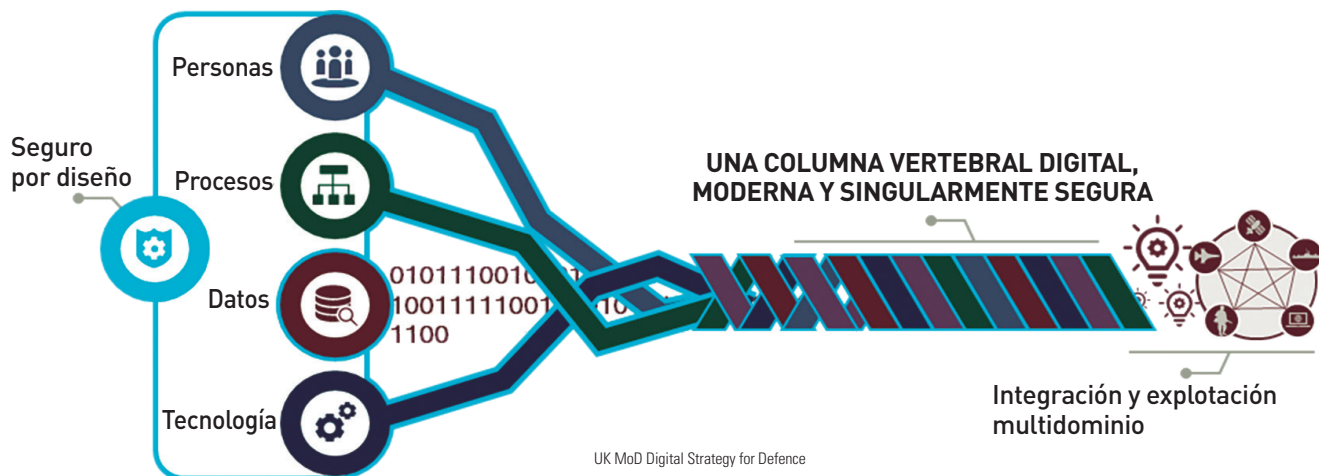 Personas
Seguro
por diseño
Procesos
UNA COLUMNA VERTEBRAL DIGITAL,
MODERNA Y SINGULARMENTE SEGURA
Datos
1100
Tecnología
Integración y explotación
multidominio
UK MoD Digital Strategy for Defence